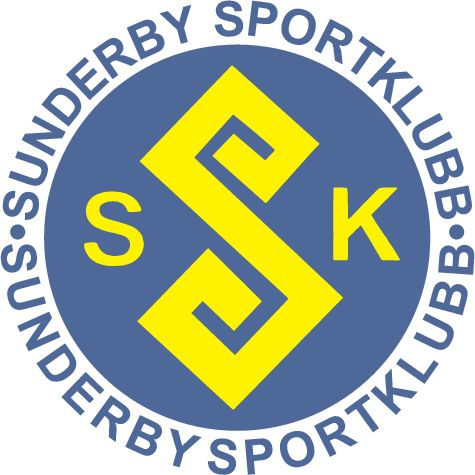 SUNDERBY SPORTKLUBB
S S K
•SUNDERBY SPORTKLUBB•